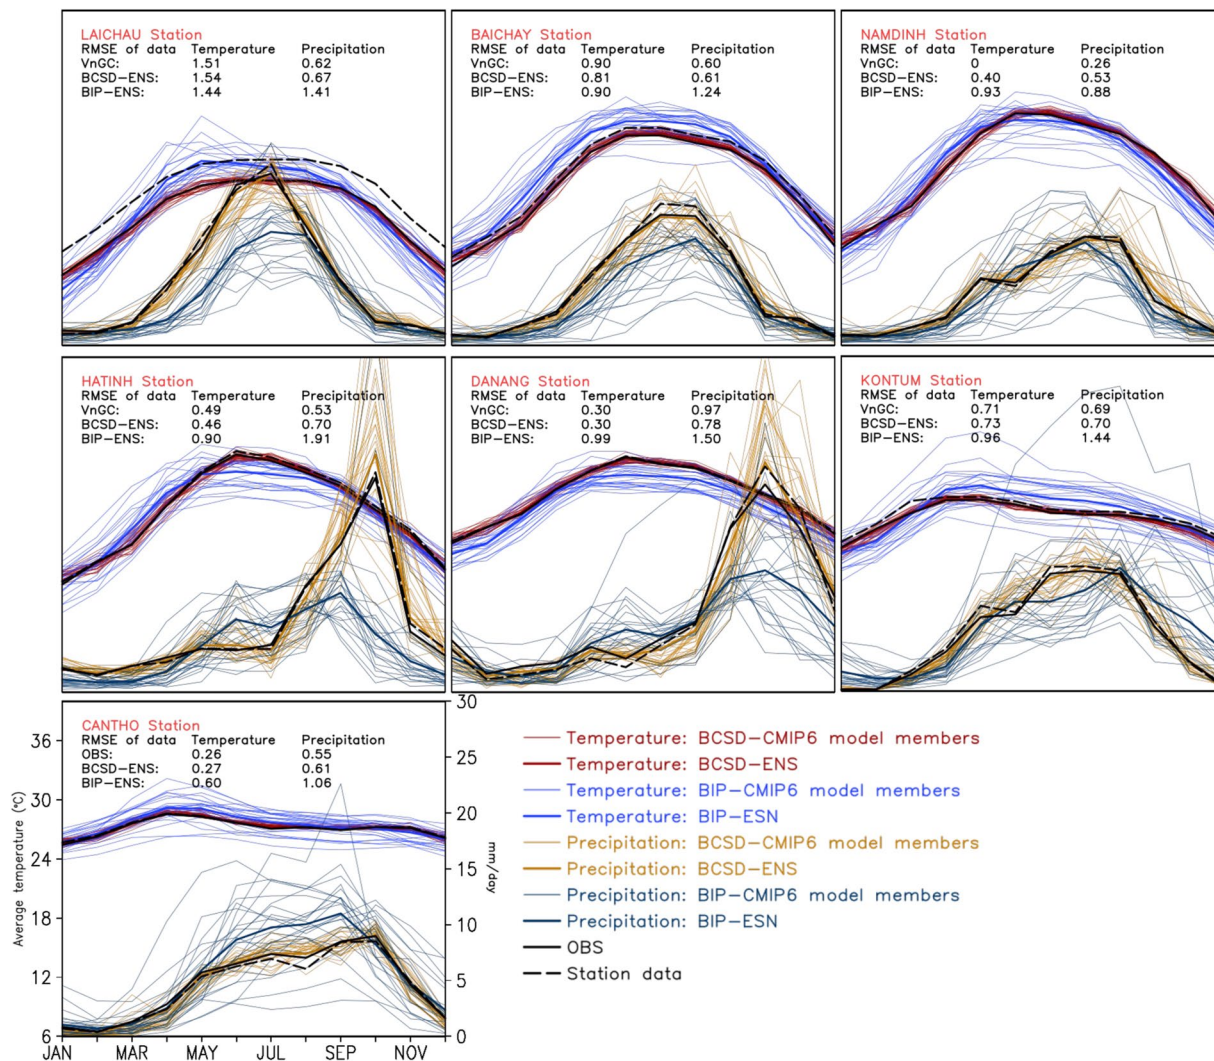 LAICHAU Station
RMSE of data Temperature Precipitation
VnGC: 1.51 0.62
BCSD-ENS: 1.54 0.67
BIP-ENS: 1.44 1.41
BAICHAY Station
RMSE of data Temperature Precipitation
VnGC: 0.90 0.60
BCSD-ENS: 0.81 0.61
BIP-ENS: 0.90 1.24
NAMDINH Station
RMSE of data Temperature Precipitation
VnGC: 0 0.26
BCSD-ENS: 0.40 0.53
BIP-ENS: 0.93 0.88
HATINH Station
RMSE of data Temperature Precipitation
VnGC: 0.49 0.53
BCSD-ENS: 0.46 0.70
BIP-ENS: 0.90 1.91
DANANG Station
RMSE of data Temperature Precipitation
VnGC: 0.30 0.97
BCSD-ENS: 0.30 0.78
BIP-ENS: 0.99 1.50
KONTUM Station
RMSE of data Temperature Precipitation
VnGC: 0.71 0.69
BCSD-ENS: 0.73 0.70
BIP-ENS: 0.96 1.44
CANTHO Station
RMSE of data Temperature Precipitation
OBS: 0.26 0.55
BCSD-ENS: 0.27 0.61
BIP-ENS: 0.60 1.06
Average temperature (°C)
36
30
24
18
12
6
30
25
20
15
10
5
0
mm/day
JAN MAR MAY JUL SEP NOV
Temperature: BCSD-CMIP6 model members
Temperature: BCSD-ENS
Temperature: BIP-CMIP6 model members
Temperature: BIP-ESN
Precipitation: BCSD-CMIP6 model members
Precipitation: BCSD-ENS
Precipitation: BIP-CMIP6 model members
Precipitation: BIP-ESN
OBS
Station data